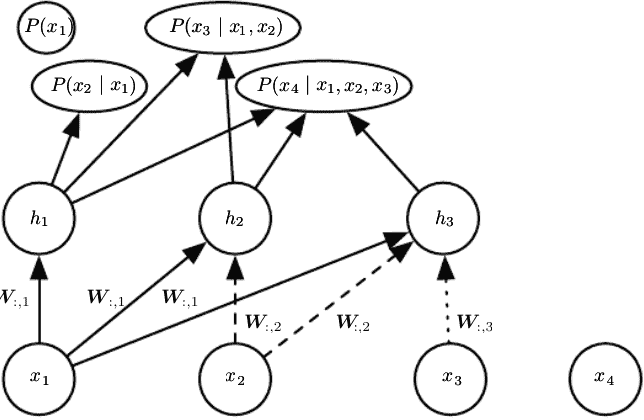 P(x₁) P(x₃ | x₁, x₂)
P(x₂ | x₁) P(x₄ | x₁, x₂, x₃)
h₁ h₂ h₃
W:,₁ W:,₁ W:,₁
W:,₂ W:,₂ W:,₃
x₁ x₂ x₃ x₄